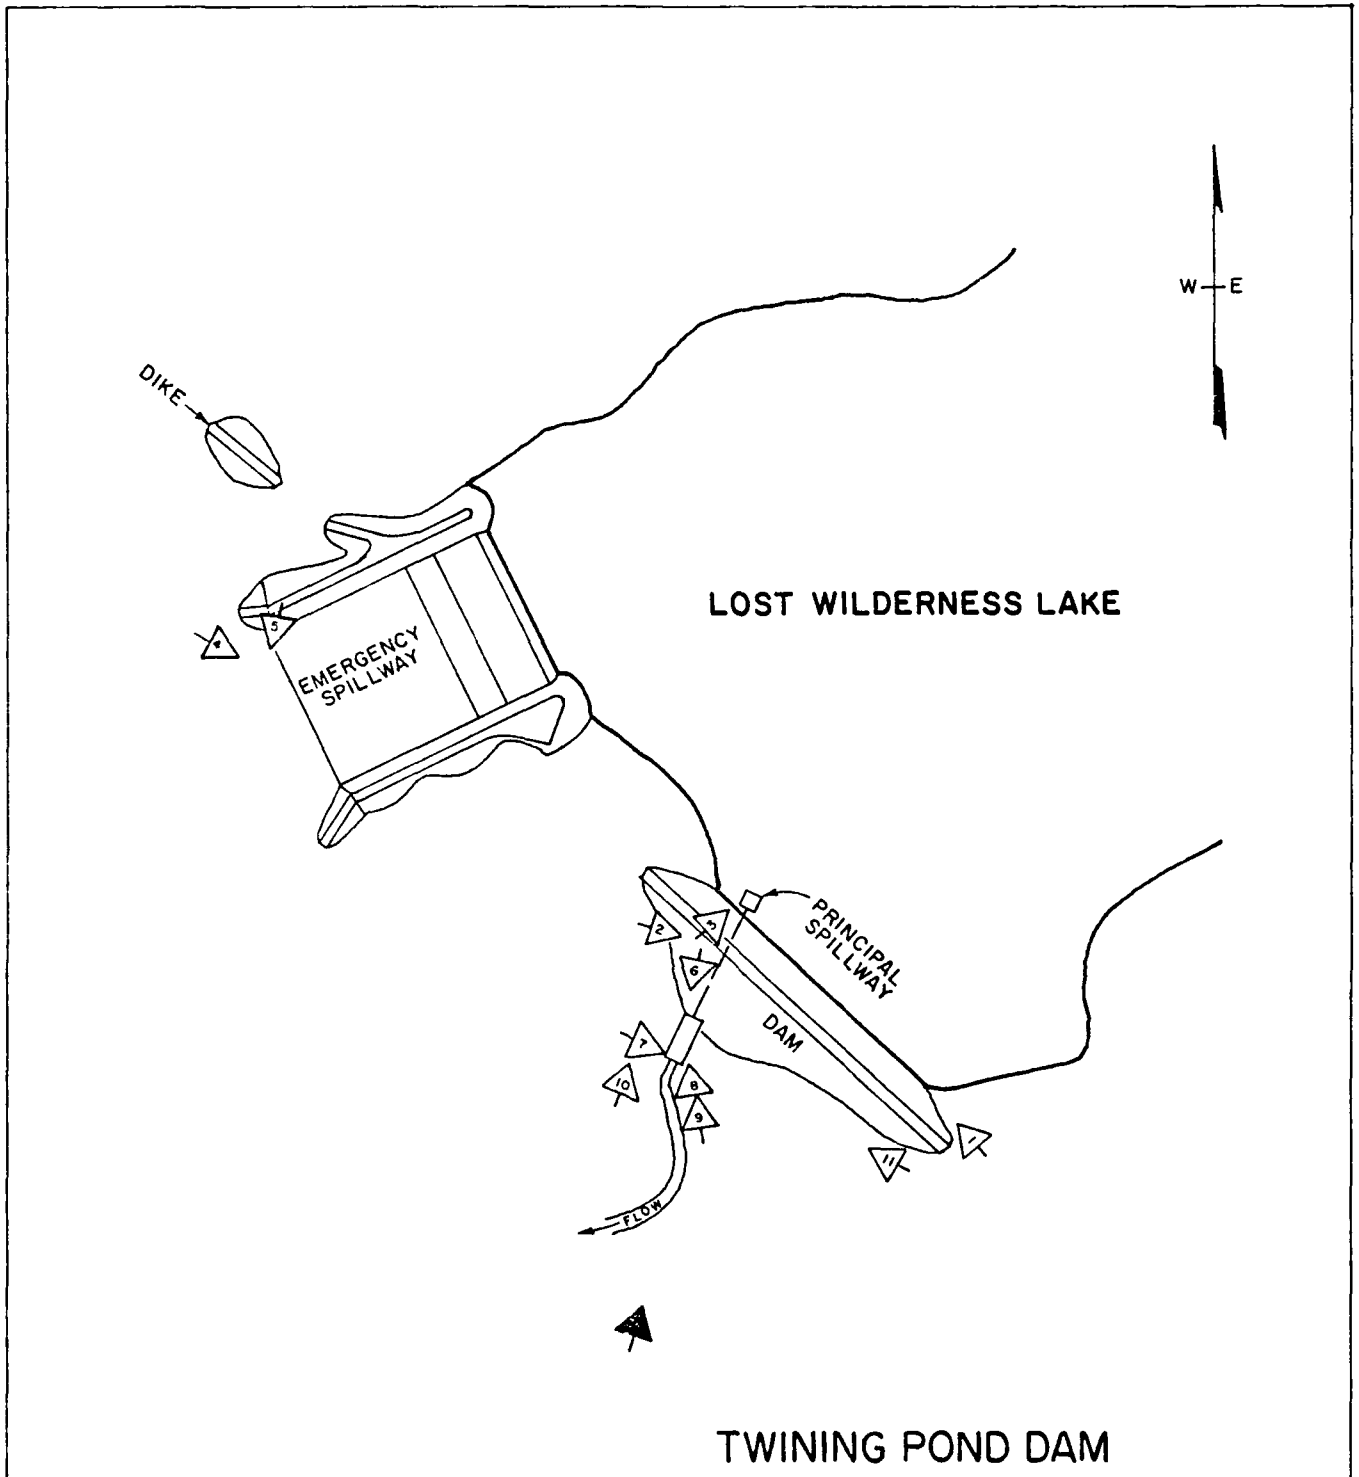 W E
DIKE
LOST WILDERNESS LAKE
4
5
EMERGENCY
SPILLWAY
PRINCIPAL
SPILLWAY
2
3
6
DAM
7
10
8
9
11
1
FLOW
TWINING POND DAM